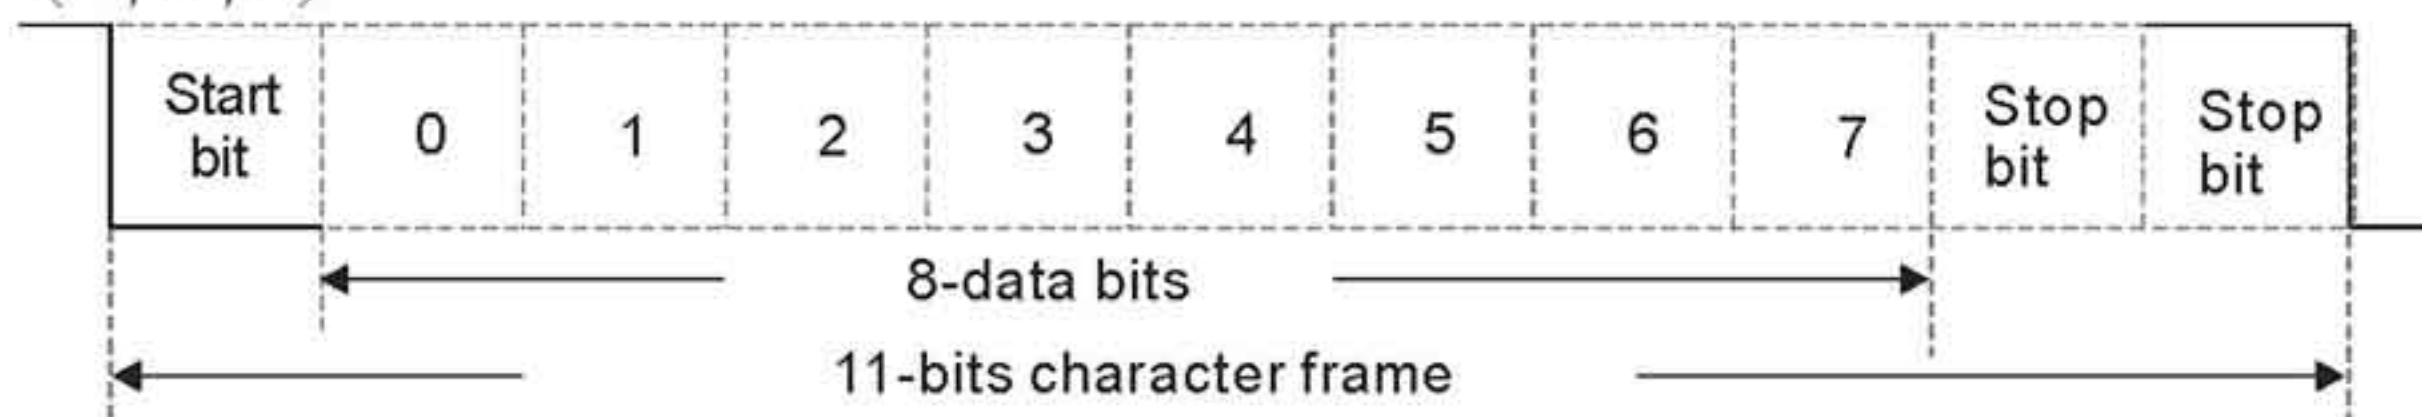 Start bit
0
1
2
3
4
5
6
7
Stop bit
Stop bit
8-data bits
11-bits character frame